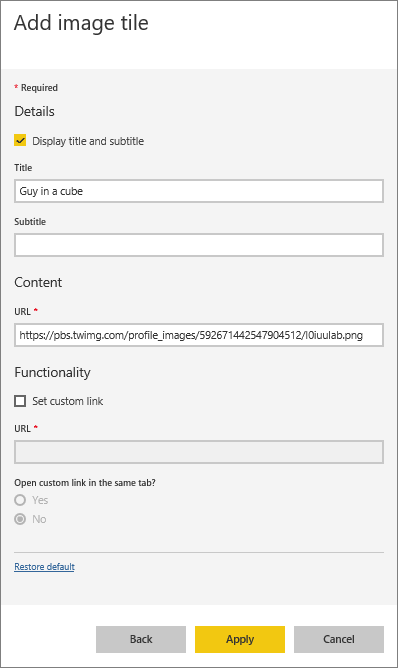 Add image tile
* Required
Details
Display title and subtitle
Title
Guy in a cube
Subtitle
Content
URL *
https://pbs.twimg.com/profile_images/592671442547904512/l0iuulab.png
Functionality
Set custom link
URL *
Open custom link in the same tab?
Yes
No
Restore default
Back Apply Cancel